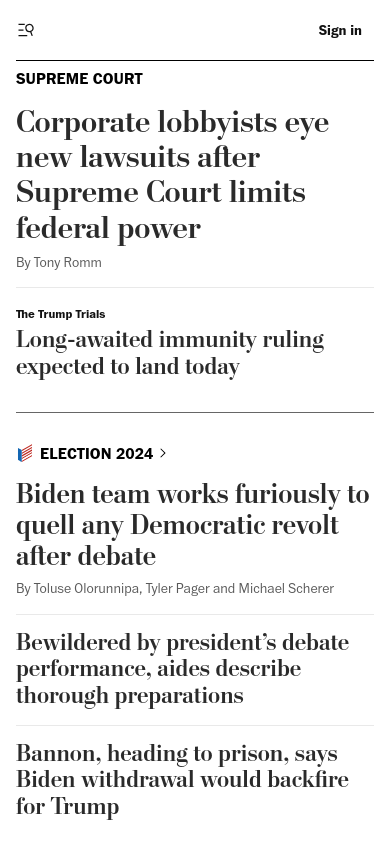 Sign in
SUPREME COURT
Corporate lobbyists eye
new lawsuits after
Supreme Court limits
federal power
By Tony Romm
The Trump Trials
Long-awaited immunity ruling
expected to land today
ELECTION 2024
Biden team works furiously to
quell any Democratic revolt
after debate
By Toluse Olorunnipa, Tyler Pager and Michael Scherer
Bewildered by president’s debate
performance, aides describe
thorough preparations
Bannon, heading to prison, says
Biden withdrawal would backfire
for Trump